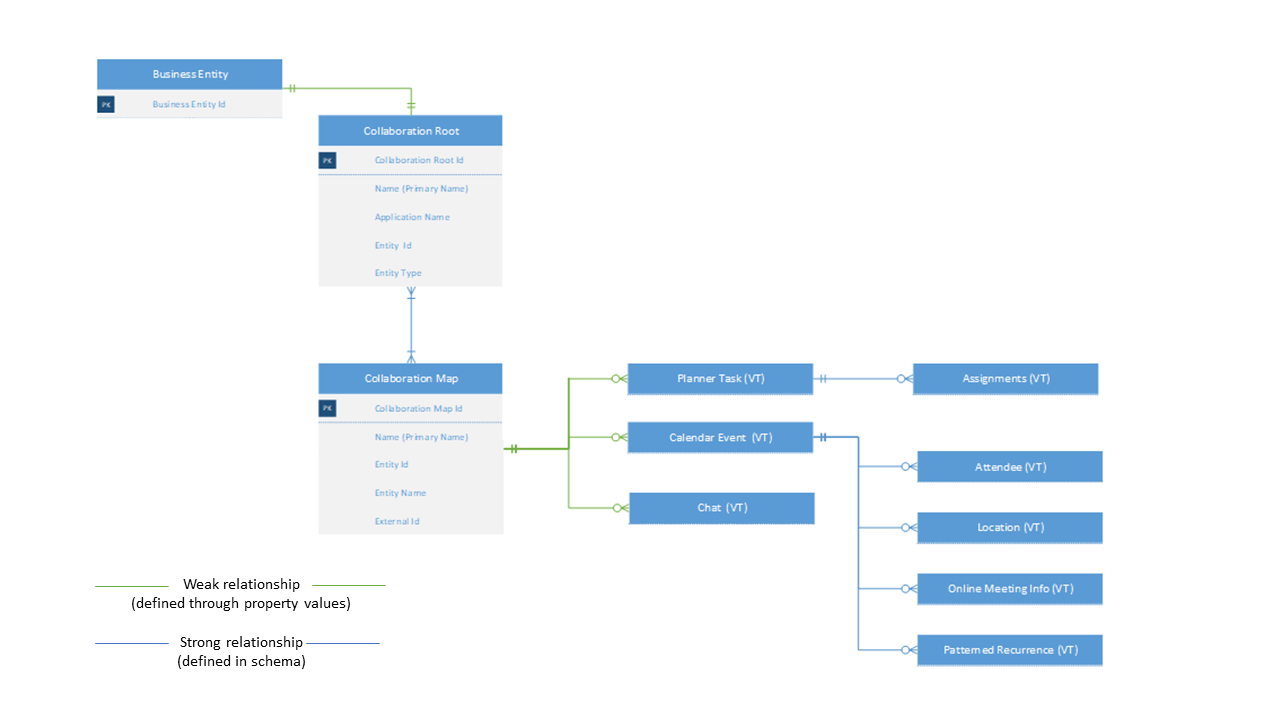 Business Entity
PK Business Entity Id
Collaboration Root
PK Collaboration Root Id
Name (Primary Name)
Application Name
Entity Id
Entity Type
Collaboration Map
PK Collaboration Map Id
Name (Primary Name)
Entity Id
Entity Name
External Id
Planner Task (VT)
Assignments (VT)
Calendar Event (VT)
Attendee (VT)
Chat (VT)
Location (VT)
Online Meeting Info (VT)
Patterned Recurrence (VT)
Weak relationship
(defined through property values)
Strong relationship
(defined in schema)